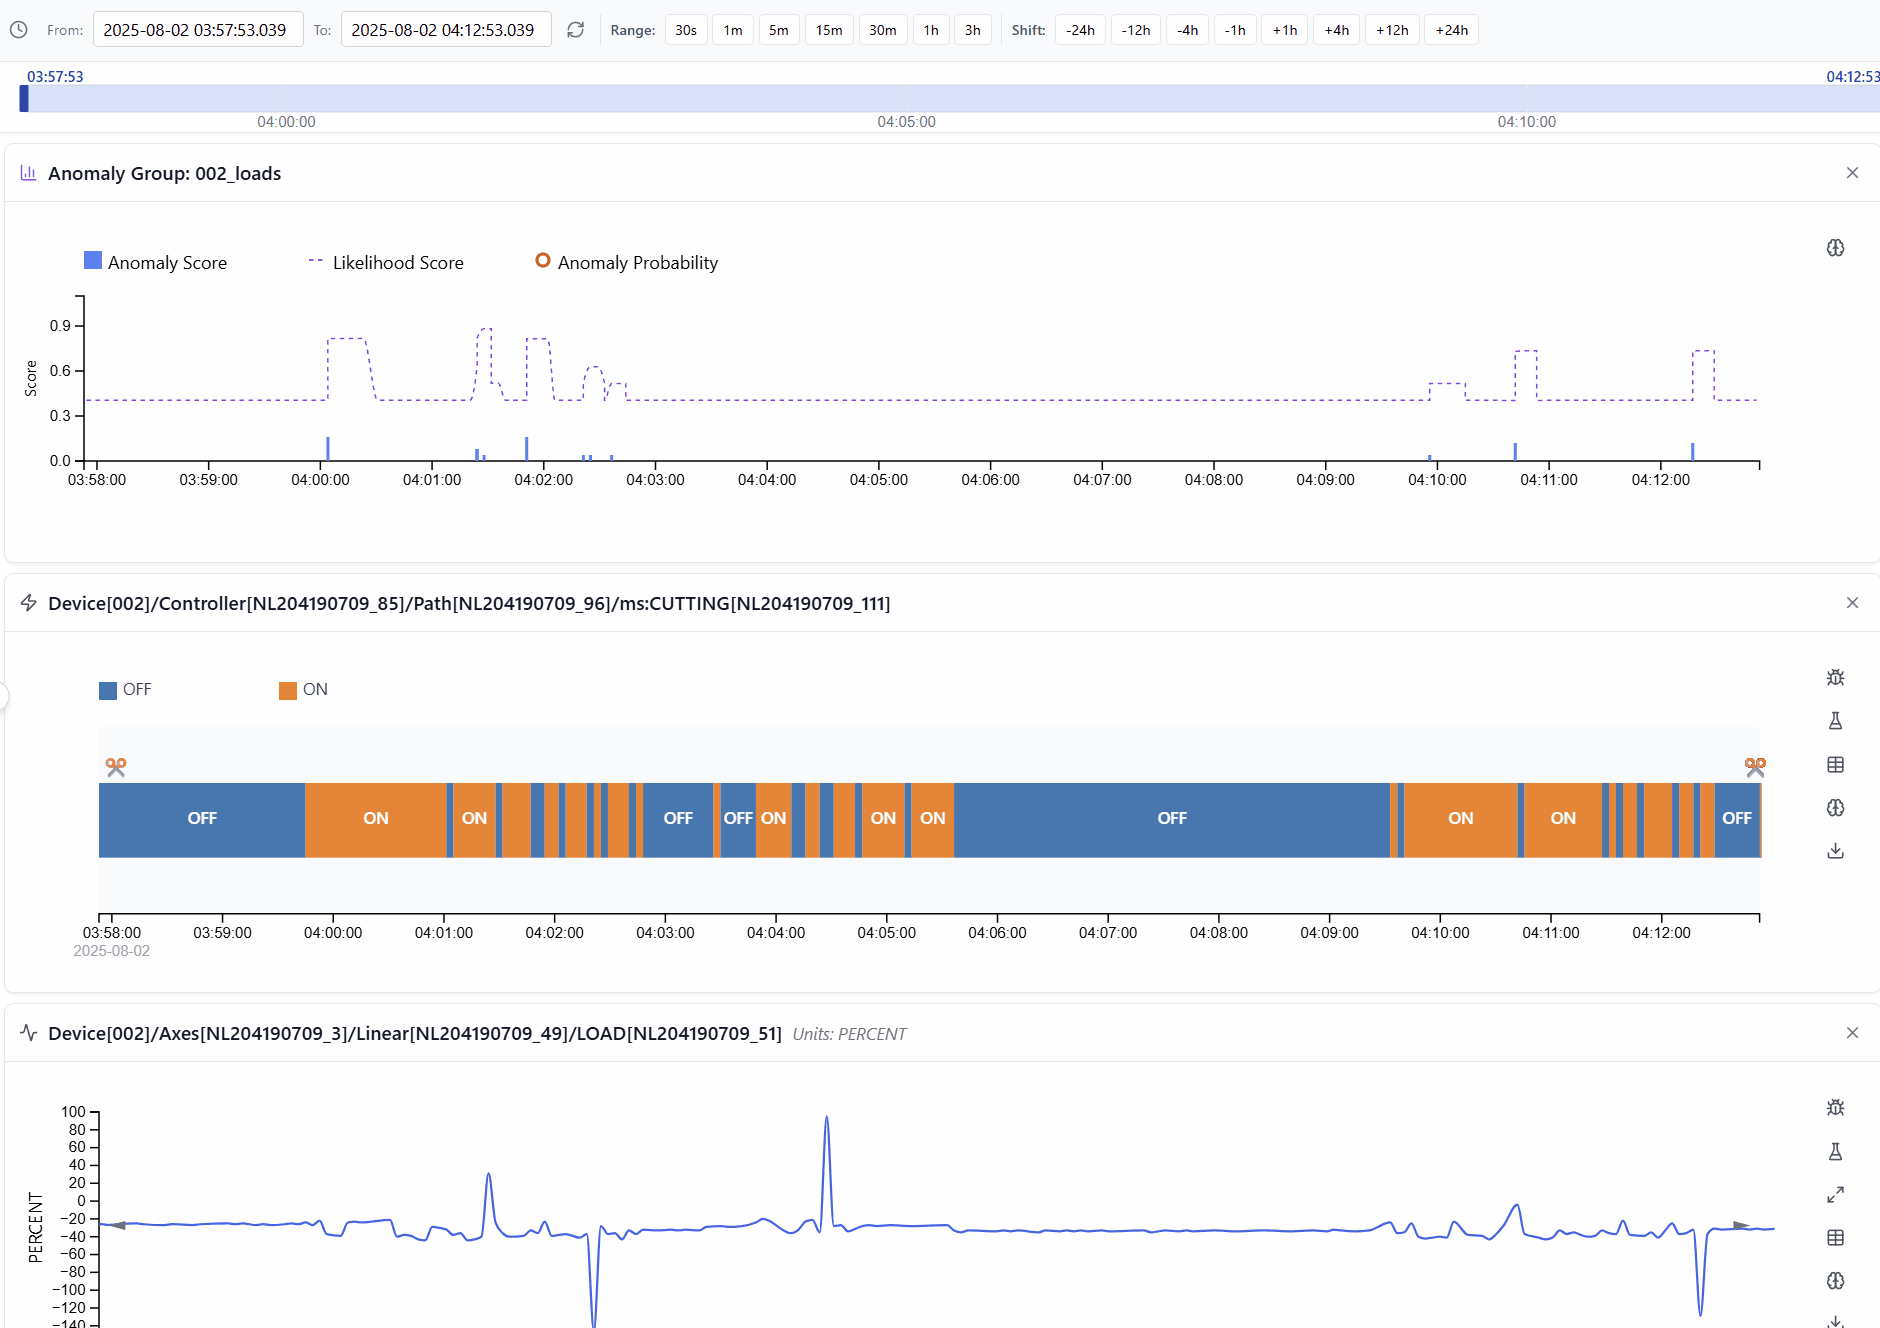 From: 2025-08-02 03:57:53.039 To: 2025-08-02 04:12:53.039 Range: 30s 1m 5m 15m 30m 1h 3h Shift: -24h -12h -4h -1h +1h +4h +12h +24h
03:57:53 04:12:53
04:00:00 04:05:00 04:10:00
Anomaly Group: 002_loads
Anomaly Score Likelihood Score Anomaly Probability
Score
0.9
0.6
0.3
0.0
03:58:00 03:59:00 04:00:00 04:01:00 04:02:00 04:03:00 04:04:00 04:05:00 04:06:00 04:07:00 04:08:00 04:09:00 04:10:00 04:11:00 04:12:00
Device[002]/Controller[NL204190709_85]/Path[NL204190709_96]/ms:CUTTING[NL204190709_111]
OFF ON
OFF ON ON OFF OFF ON ON ON OFF ON ON OFF
03:58:00 03:59:00 04:00:00 04:01:00 04:02:00 04:03:00 04:04:00 04:05:00 04:06:00 04:07:00 04:08:00 04:09:00 04:10:00 04:11:00 04:12:00
2025-08-02
Device[002]/Axes[NL204190709_3]/Linear[NL204190709_49]/LOAD[NL204190709_51] Units: PERCENT
PERCENT
100
80
60
40
20
0
−20
−40
−60
−80
−100
−120
−140